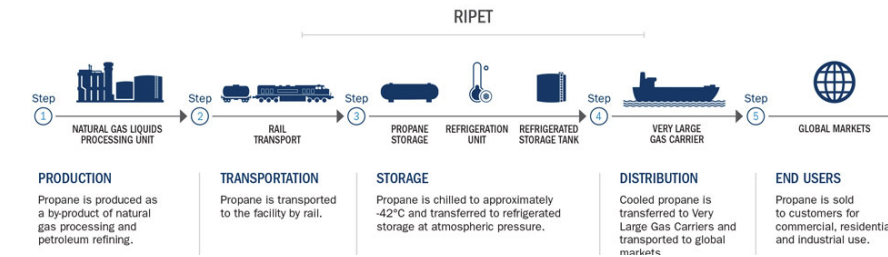 RIPET
Step
1
NATURAL GAS LIQUIDS
PROCESSING UNIT
Step
2
RAIL
TRANSPORT
Step
3
PROPANE
STORAGE
REFRIGERATION
UNIT
REFRIGERATED
STORAGE TANK
Step
4
VERY LARGE
GAS CARRIER
Step
5
GLOBAL MARKETS
PRODUCTION
Propane is produced as
a by-product of natural
gas processing and
petroleum refining.
TRANSPORTATION
Propane is transported
to the facility by rail.
STORAGE
Propane is chilled to approximately
-42°C and transferred to refrigerated
storage at atmospheric pressure.
DISTRIBUTION
Cooled propane is
transferred to Very
Large Gas Carriers and
transported to global
markets.
END USERS
Propane is sold
to customers for
commercial, residentia
and industrial use.